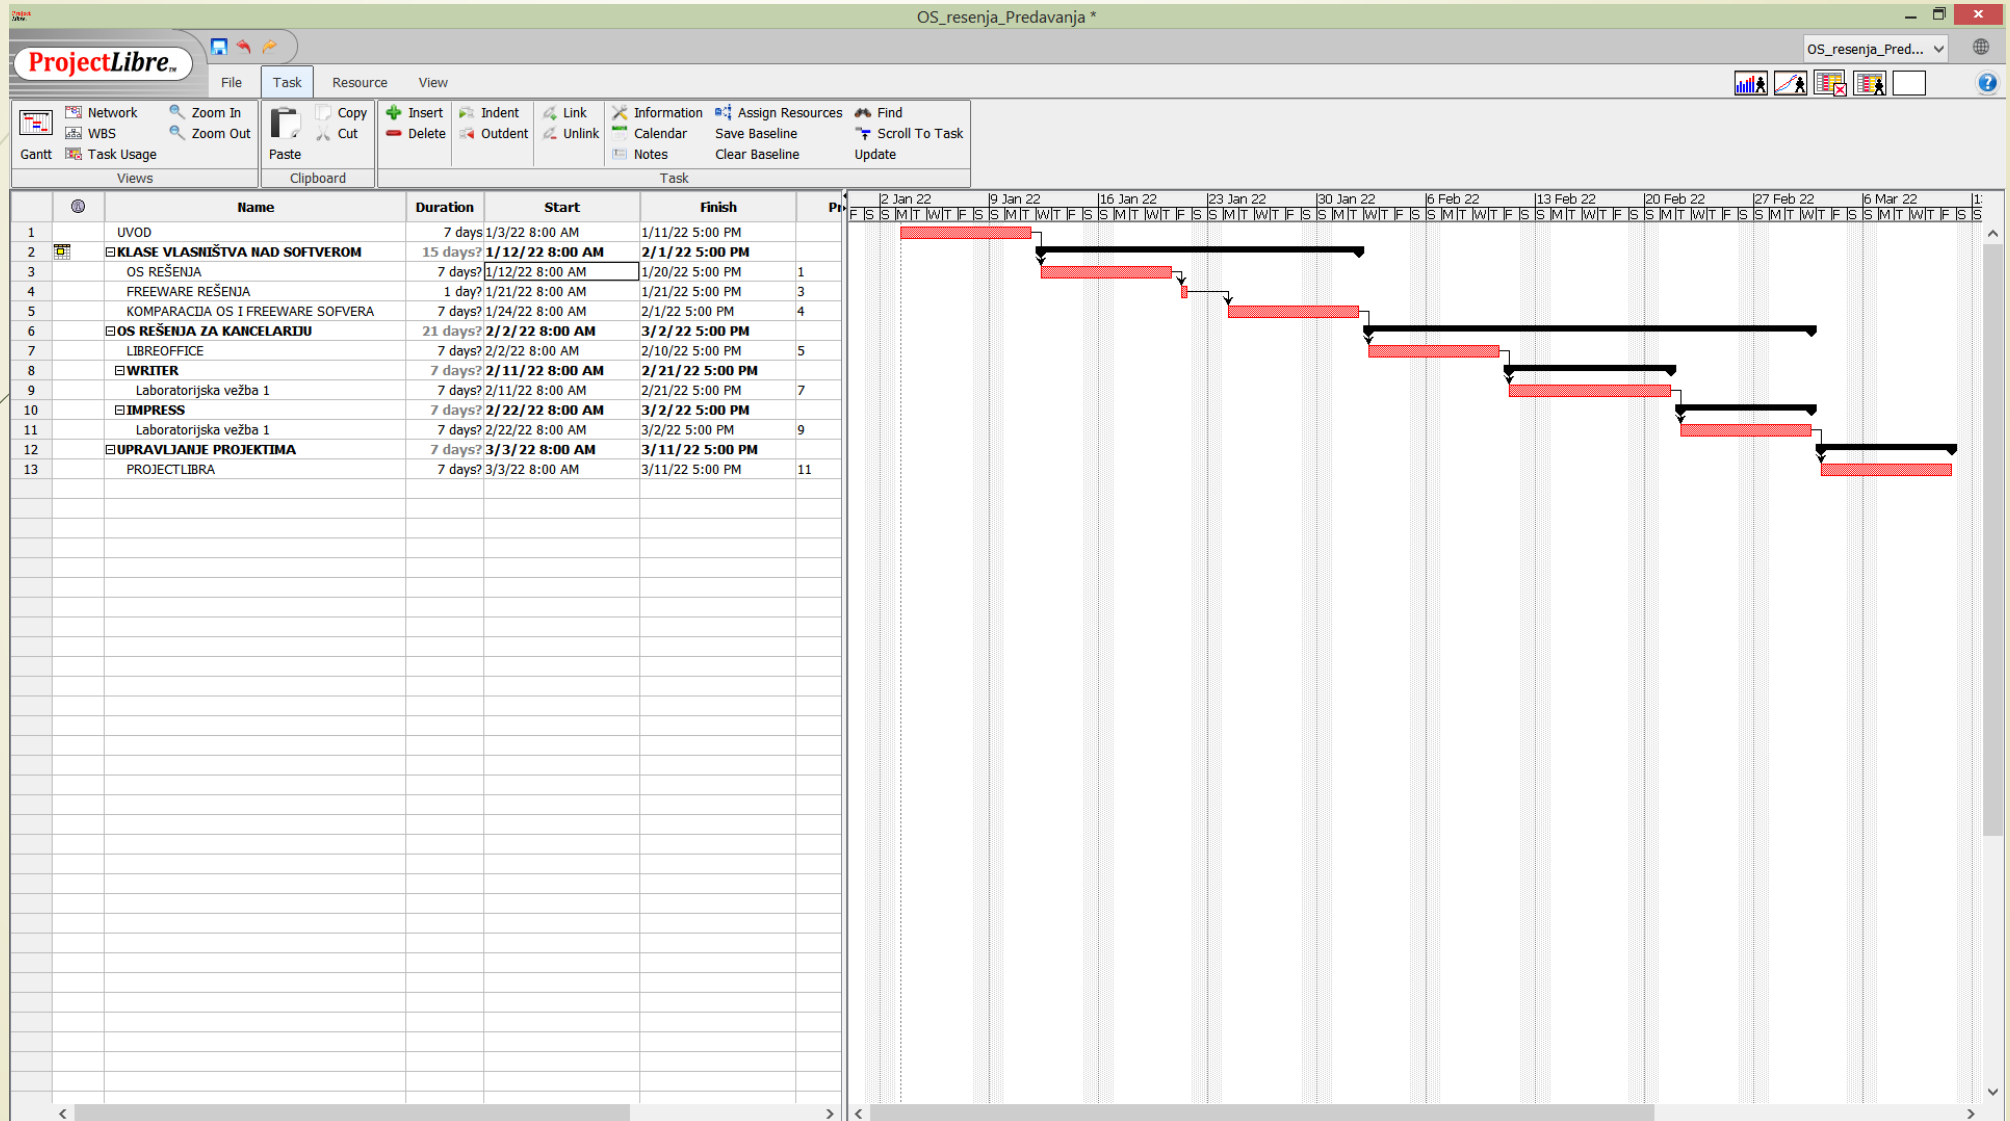 Project Libre.
OS_resenja_Predavanja *
ProjectLibre™
OS_resenja_Pred...
File Task Resource View
Network Zoom In Copy Insert Indent Link Information Assign Resources Find
WBS Zoom Out Cut Delete Outdent Unlink Calendar Save Baseline Scroll To Task
Gantt Task Usage Paste Notes Clear Baseline Update
Views Clipboard Task
Name Duration Start Finish
2 Jan 22 9 Jan 22 16 Jan 22 23 Jan 22 30 Jan 22 6 Feb 22 13 Feb 22 20 Feb 22 27 Feb 22 6 Mar 22
F S S M T W T F S S M T W T F S S M T W T F S S M T W T F S S M T W T F S S M T W T F S S M T W T F S S M T W T F S S M T W T F S S M T W T F S S
1 UVOD 7 days 1/3/22 8:00 AM 1/11/22 5:00 PM
2 KLASE VLASNIŠTVA NAD SOFTVEROM 15 days? 1/12/22 8:00 AM 2/1/22 5:00 PM
3 OS REŠENJA 7 days? 1/12/22 8:00 AM 1/20/22 5:00 PM 1
4 FREEWARE REŠENJA 1 day? 1/21/22 8:00 AM 1/21/22 5:00 PM 3
5 KOMPARACIJA OS I FREEWARE SOFVERA 7 days? 1/24/22 8:00 AM 2/1/22 5:00 PM 4
6 OS REŠENJA ZA KANCELARIJU 21 days? 2/2/22 8:00 AM 3/2/22 5:00 PM
7 LIBREOFFICE 7 days? 2/2/22 8:00 AM 2/10/22 5:00 PM 5
8 WRITER 7 days? 2/11/22 8:00 AM 2/21/22 5:00 PM
9 Laboratorijska vežba 1 7 days? 2/11/22 8:00 AM 2/21/22 5:00 PM 7
10 IMPRESS 7 days? 2/22/22 8:00 AM 3/2/22 5:00 PM
11 Laboratorijska vežba 1 7 days? 2/22/22 8:00 AM 3/2/22 5:00 PM 9
12 UPRAVLJANJE PROJEKTIMA 7 days? 3/3/22 8:00 AM 3/11/22 5:00 PM
13 PROJECTLIBRA 7 days? 3/3/22 8:00 AM 3/11/22 5:00 PM 11